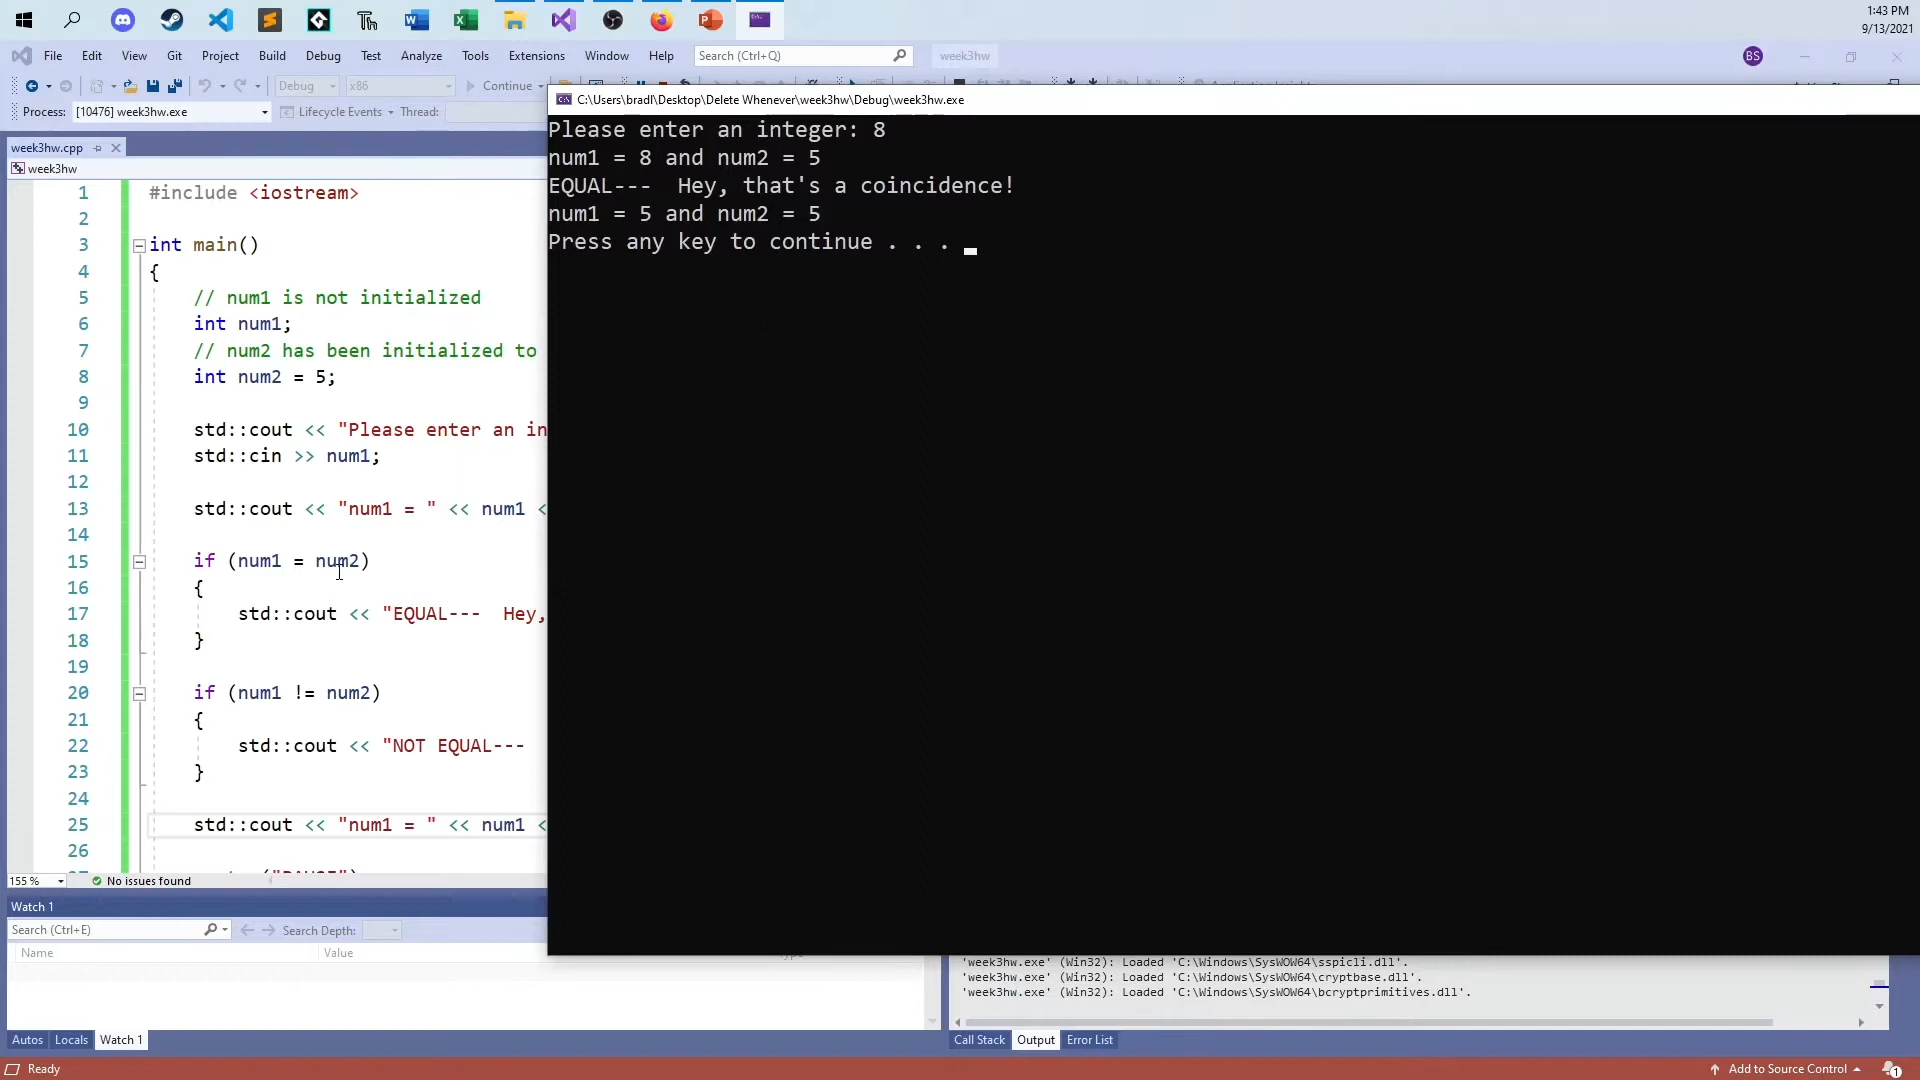 1:43 PM
9/13/2021
File Edit View Git Project Build Debug Test Analyze Tools Extensions Window Help Search (Ctrl+Q) week3hw BS
Debug x86 Continue
Process: [10476] week3hw.exe Lifecycle Events Thread:
week3hw.cpp
week3hw
1 #include <iostream>
2
3 int main()
4 {
5 // num1 is not initialized
6 int num1;
7 // num2 has been initialized to
8 int num2 = 5;
9
10 std::cout << "Please enter an in
11 std::cin >> num1;
12
13 std::cout << "num1 = " << num1 <
14
15 if (num1 = num2)
16 {
17 std::cout << "EQUAL---  Hey,
18 }
19
20 if (num1 != num2)
21 {
22 std::cout << "NOT EQUAL---
23 }
24
25 std::cout << "num1 = " << num1 <
26
155 % No issues found
C:\Users\bradl\Desktop\Delete Whenever\week3hw\Debug\week3hw.exe
Please enter an integer: 8
num1 = 8 and num2 = 5
EQUAL---  Hey, that's a coincidence!
num1 = 5 and num2 = 5
Press any key to continue . . .
Watch 1
Search (Ctrl+E) Search Depth:
Name Value
'week3hw.exe' (Win32): Loaded 'C:\Windows\SysWOW64\sspicli.dll'.
'week3hw.exe' (Win32): Loaded 'C:\Windows\SysWOW64\cryptbase.dll'.
'week3hw.exe' (Win32): Loaded 'C:\Windows\SysWOW64\bcryptprimitives.dll'.
Autos Locals Watch 1
Call Stack Output Error List
Ready
Add to Source Control 1